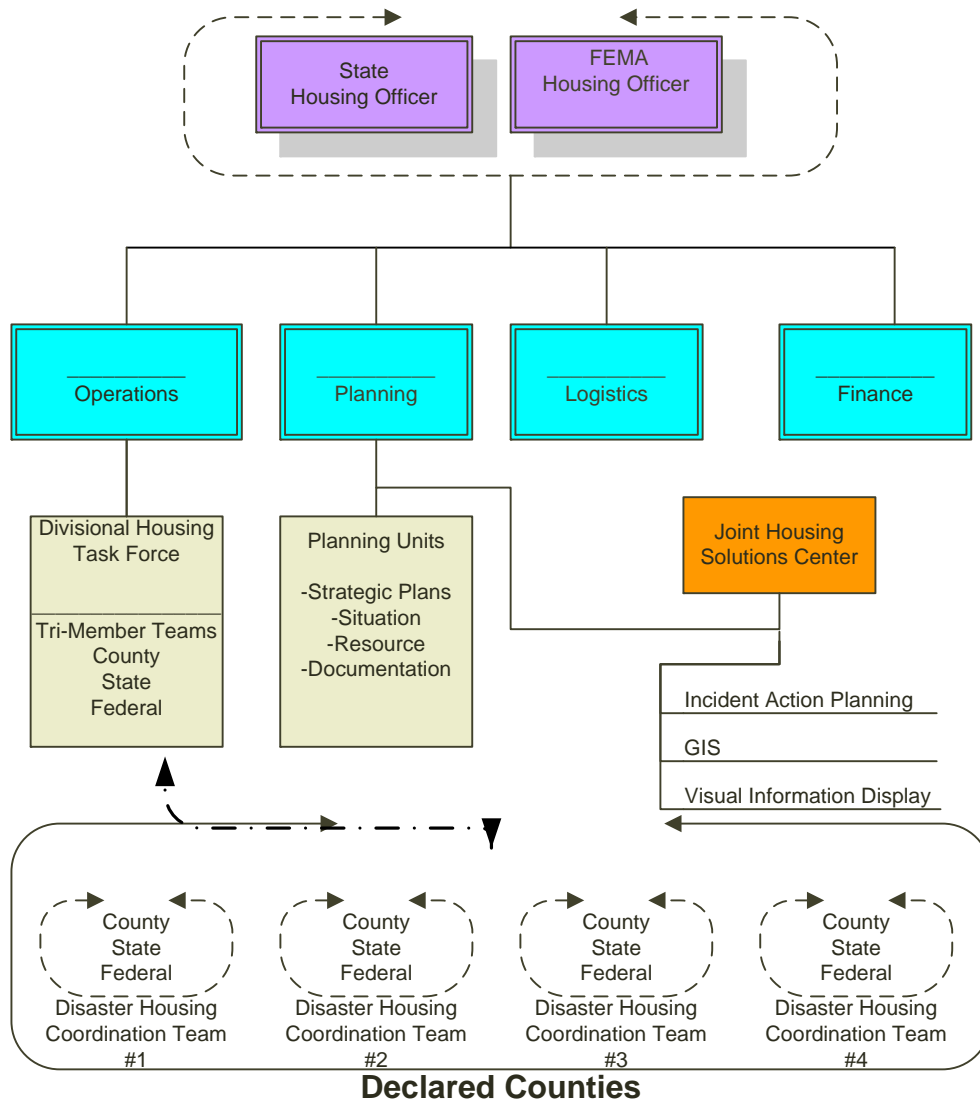 State
Housing Officer
FEMA
Housing Officer
Operations
Planning
Logistics
Finance
Divisional Housing
Task Force
Tri-Member Teams
County
State
Federal
Planning Units
-Strategic Plans
-Situation
-Resource
-Documentation
Joint Housing
Solutions Center
Incident Action Planning
GIS
Visual Information Display
County
State
Federal
Disaster Housing
Coordination Team
#1
County
State
Federal
Disaster Housing
Coordination Team
#2
County
State
Federal
Disaster Housing
Coordination Team
#3
County
State
Federal
Disaster Housing
Coordination Team
#4
Declared Counties